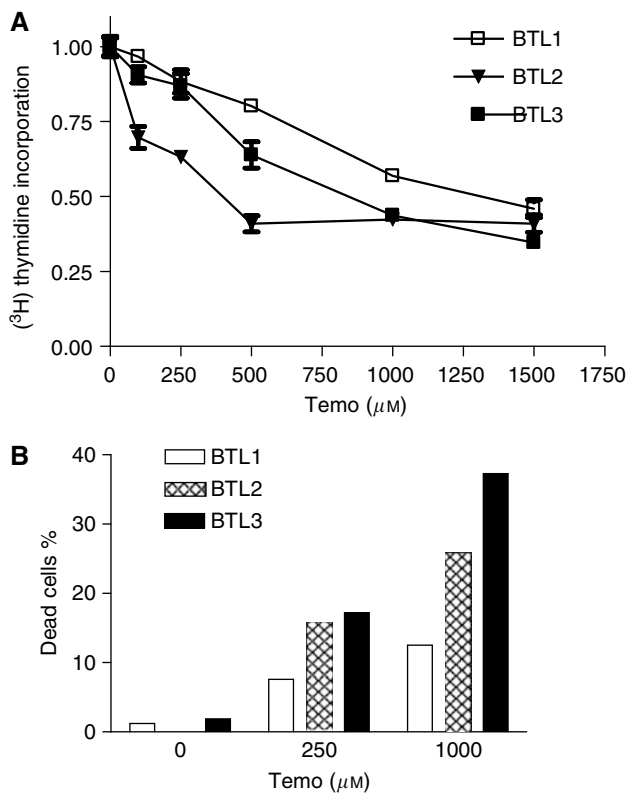 A
(³H) thymidine incorporation
1.00
0.75
0.50
0.25
0.00
0 250 500 750 1000 1250 1500 1750
Temo (μM)
BTL1
BTL2
BTL3
B
Dead cells %
40
30
20
10
0
BTL1
BTL2
BTL3
0 250 1000
Temo (μM)